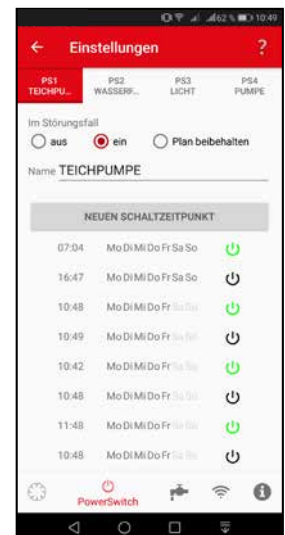 62 % 10:49
Einstellungen ?
PS1 PS2 PS3 PS4
TEICHPU... WASSERF... LICHT PUMPE
Im Störungsfall
aus ein Plan beibehalten
Name TEICHPUMPE
NEUEN SCHALTZEITPUNKT
07:04 Mo Di Mi Do Fr Sa So
16:47 Mo Di Mi Do Fr Sa So
10:48 Mo Di Mi Do Fr Sa So
10:49 Mo Di Mi Do Fr Sa So
10:42 Mo Di Mi Do Fr Sa So
10:48 Mo Di Mi Do Fr Sa So
11:48 Mo Di Mi Do Fr Sa So
10:48 Mo Di Mi Do Fr Sa So
PowerSwitch